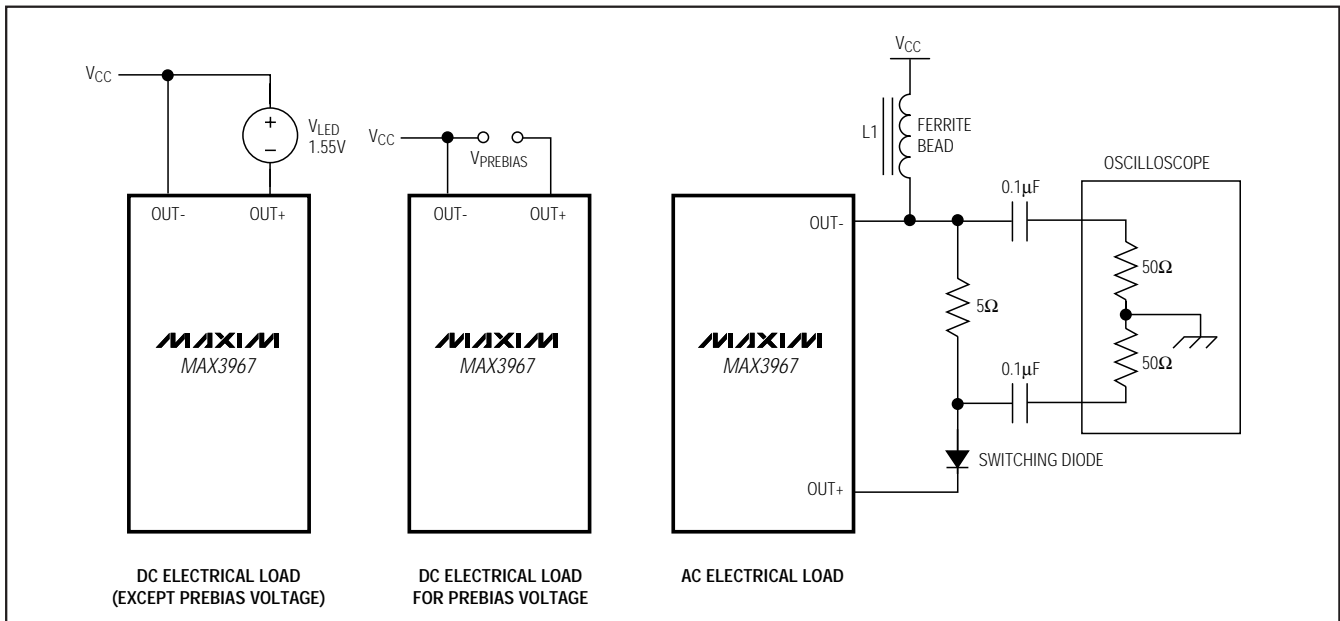 VCC
VLED
1.55V
OUT-
OUT+
MAXIM
MAX3967
DC ELECTRICAL LOAD
(EXCEPT PREBIAS VOLTAGE)
VCC
VPREBIAS
OUT-
OUT+
MAXIM
MAX3967
DC ELECTRICAL LOAD
FOR PREBIAS VOLTAGE
VCC
L1
FERRITE
BEAD
OUT-
MAXIM
MAX3967
OUT+
5Ω
0.1µF
0.1µF
SWITCHING DIODE
OSCILLOSCOPE
50Ω
50Ω
AC ELECTRICAL LOAD